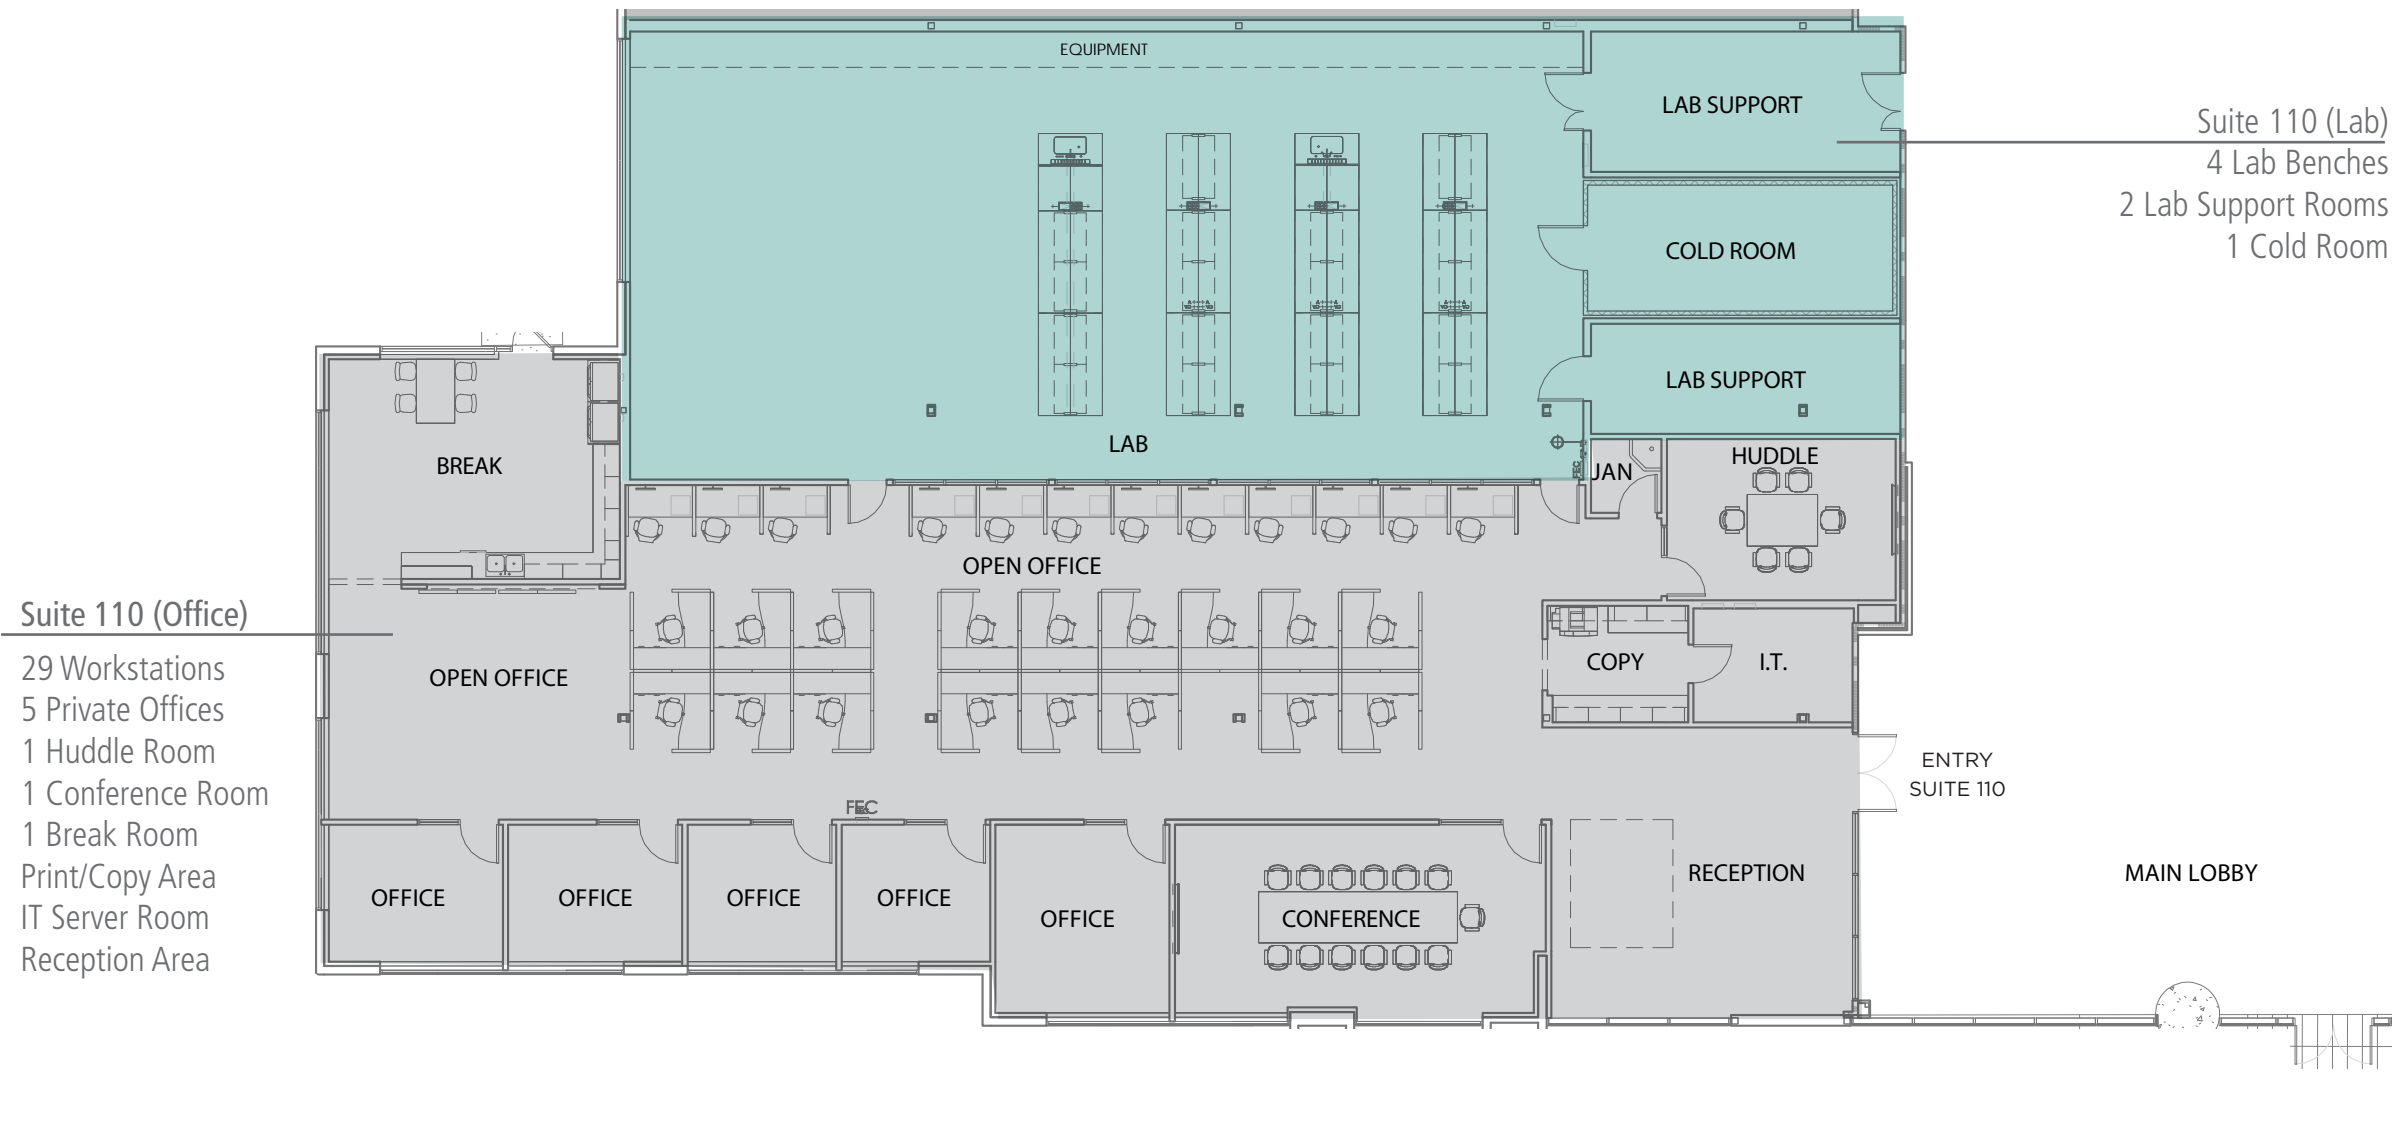 EQUIPMENT
LAB SUPPORT
Suite 110 (Lab)
4 Lab Benches
2 Lab Support Rooms
1 Cold Room
COLD ROOM
LAB SUPPORT
LAB
BREAK
HUDDLE
JAN
FEC
OPEN OFFICE
Suite 110 (Office)
29 Workstations
5 Private Offices
1 Huddle Room
1 Conference Room
1 Break Room
Print/Copy Area
IT Server Room
Reception Area
OPEN OFFICE
COPY
I.T.
ENTRY
SUITE 110
FEC
OFFICE
OFFICE
OFFICE
OFFICE
OFFICE
CONFERENCE
RECEPTION
MAIN LOBBY